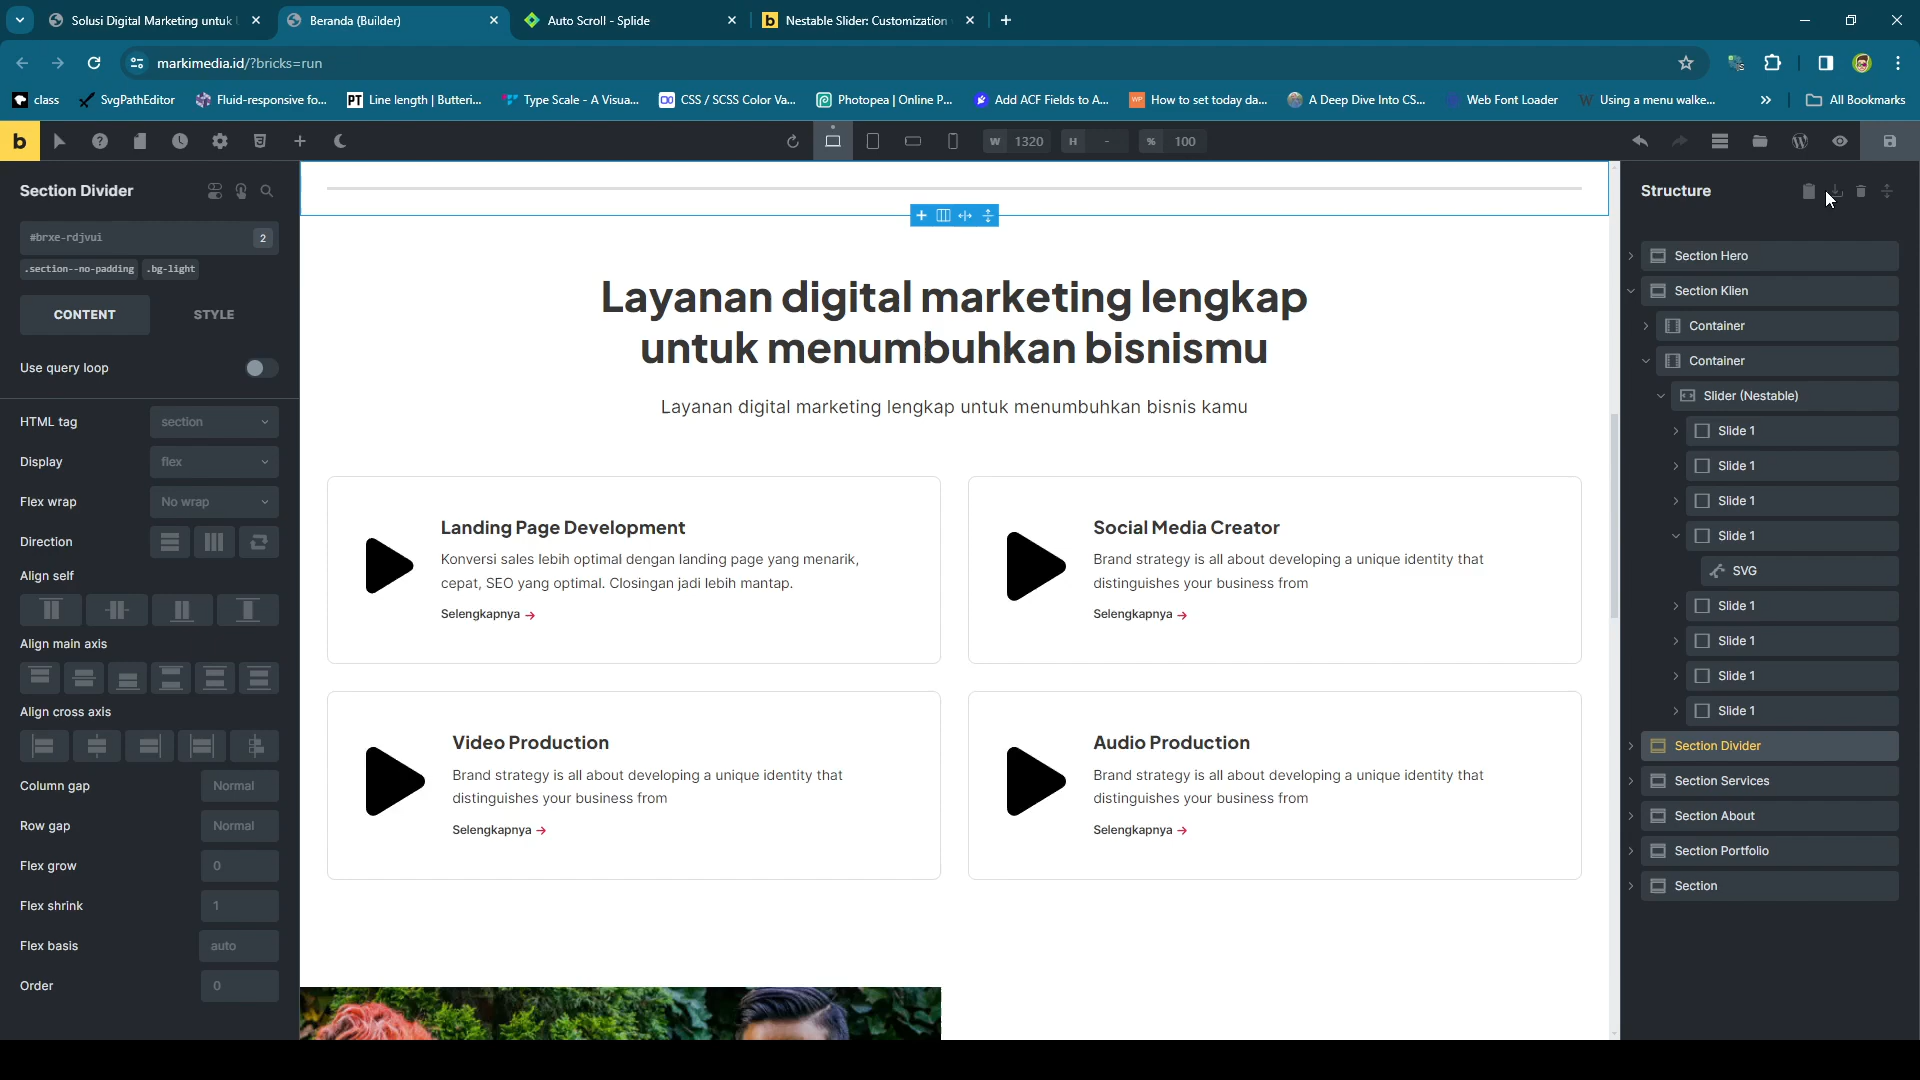 Solusi Digital Marketing untuk
Beranda (Builder)
Auto Scroll - Splide
Nestable Slider: Customization
markimedia.id/?bricks=run
class
SvgPathEditor
Fluid-responsive fo...
PT Line length | Butteri...
Type Scale - A Visua...
CSS / SCSS Color Va...
Photopea | Online P...
Add ACF Fields to A...
How to set today da...
A Deep Dive Into CS...
Web Font Loader
Using a menu walke...
All Bookmarks
b
W 1320
H -
% 100
Section Divider
#brxe-rdjvui
2
.section--no-padding
.bg-light
CONTENT
STYLE
Use query loop
HTML tag
section
Display
flex
Flex wrap
No wrap
Direction
Align self
Align main axis
Align cross axis
Column gap
Normal
Row gap
Normal
Flex grow
0
Flex shrink
1
Flex basis
auto
Order
0
Layanan digital marketing lengkap
untuk menumbuhkan bisnismu
Layanan digital marketing lengkap untuk menumbuhkan bisnis kamu
Landing Page Development
Konversi sales lebih optimal dengan landing page yang menarik,
cepat, SEO yang optimal. Closingan jadi lebih mantap.
Selengkapnya →
Social Media Creator
Brand strategy is all about developing a unique identity that
distinguishes your business from
Selengkapnya →
Video Production
Brand strategy is all about developing a unique identity that
distinguishes your business from
Selengkapnya →
Audio Production
Brand strategy is all about developing a unique identity that
distinguishes your business from
Selengkapnya →
Structure
Section Hero
Section Klien
Container
Container
Slider (Nestable)
Slide 1
Slide 1
Slide 1
Slide 1
SVG
Slide 1
Slide 1
Slide 1
Slide 1
Section Divider
Section Services
Section About
Section Portfolio
Section